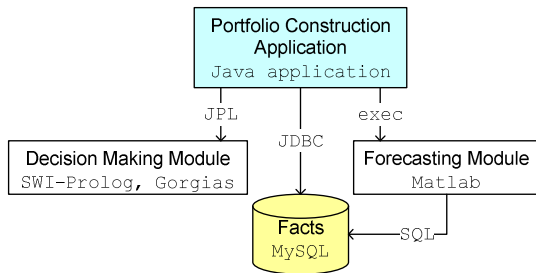 Portfolio Construction
Application
Java application
JPL
JDBC
exec
Decision Making Module
SWI-Prolog, Gorgias
Forecasting Module
Matlab
Facts
MySQL
SQL